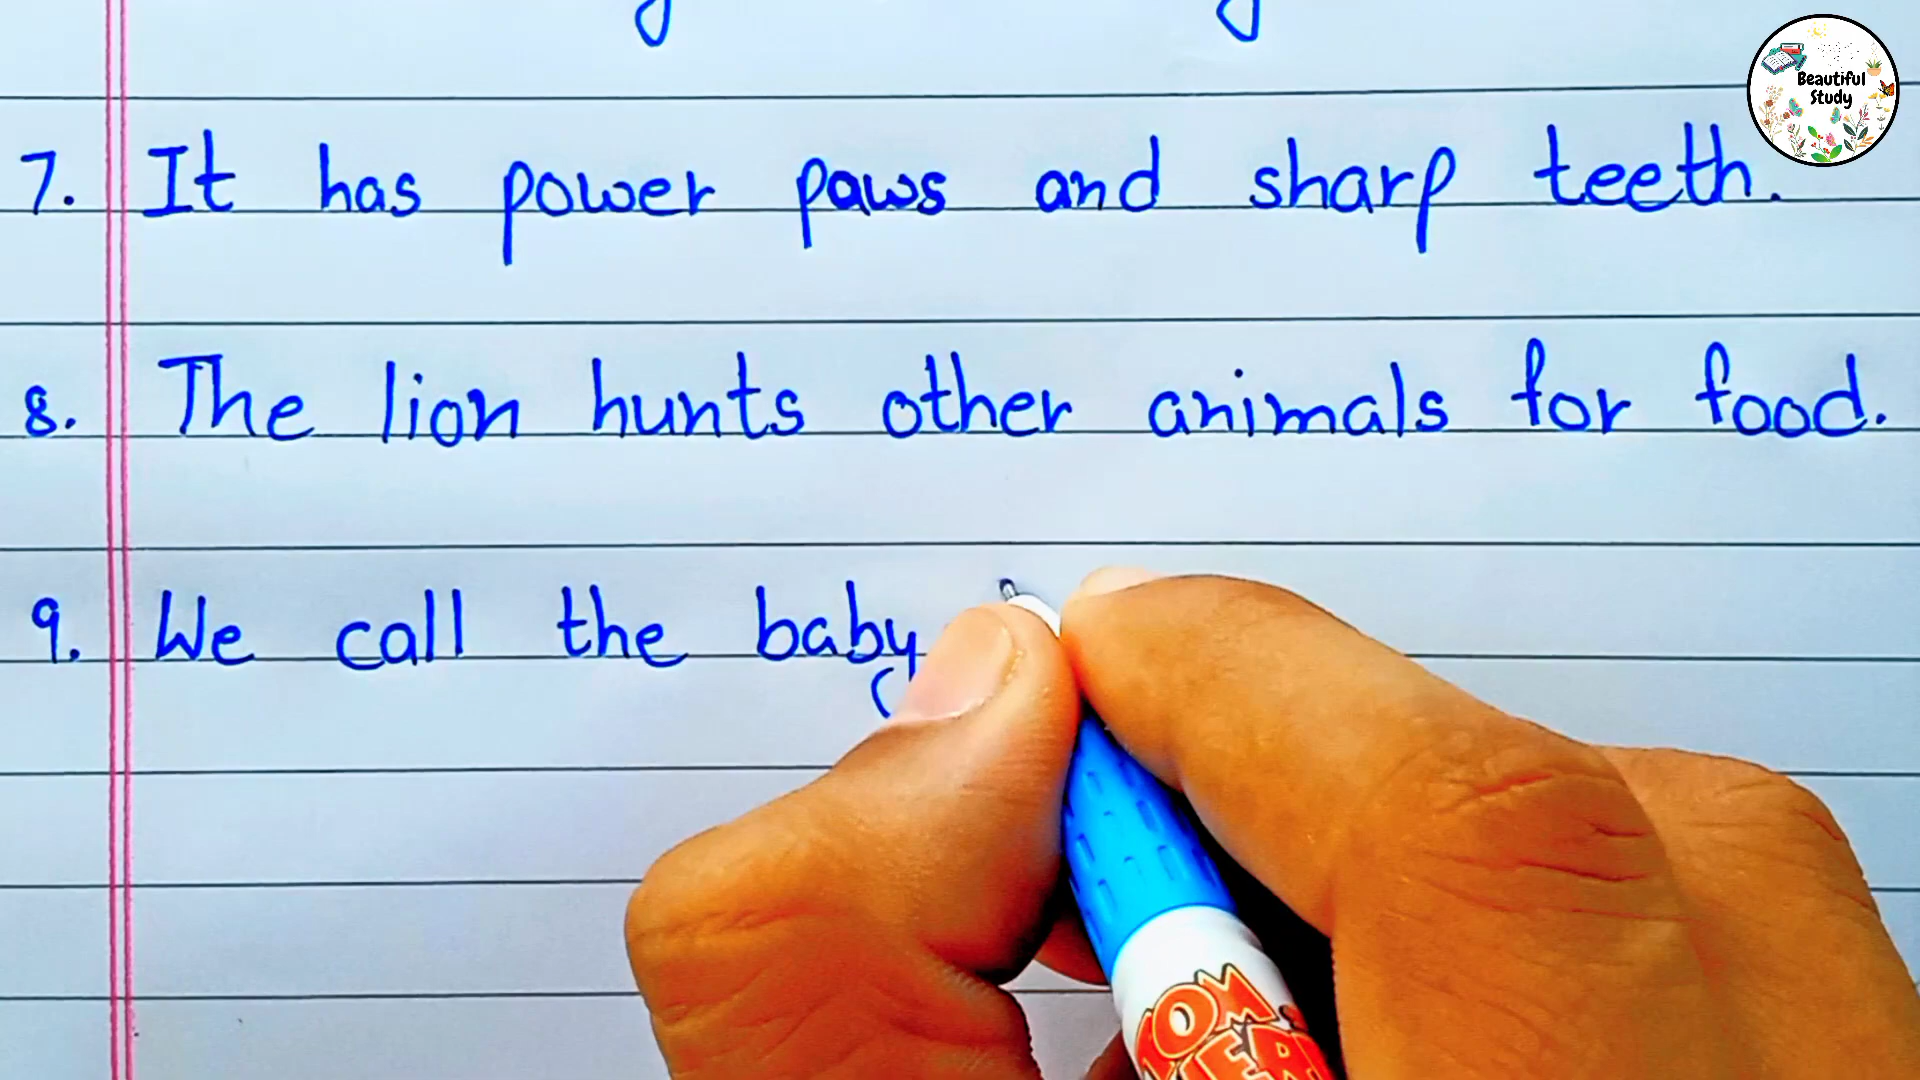 Beautiful
Study
7. It has power paws and sharp teeth.
8. The lion hunts other animals for food.
9. We call the baby
TOM